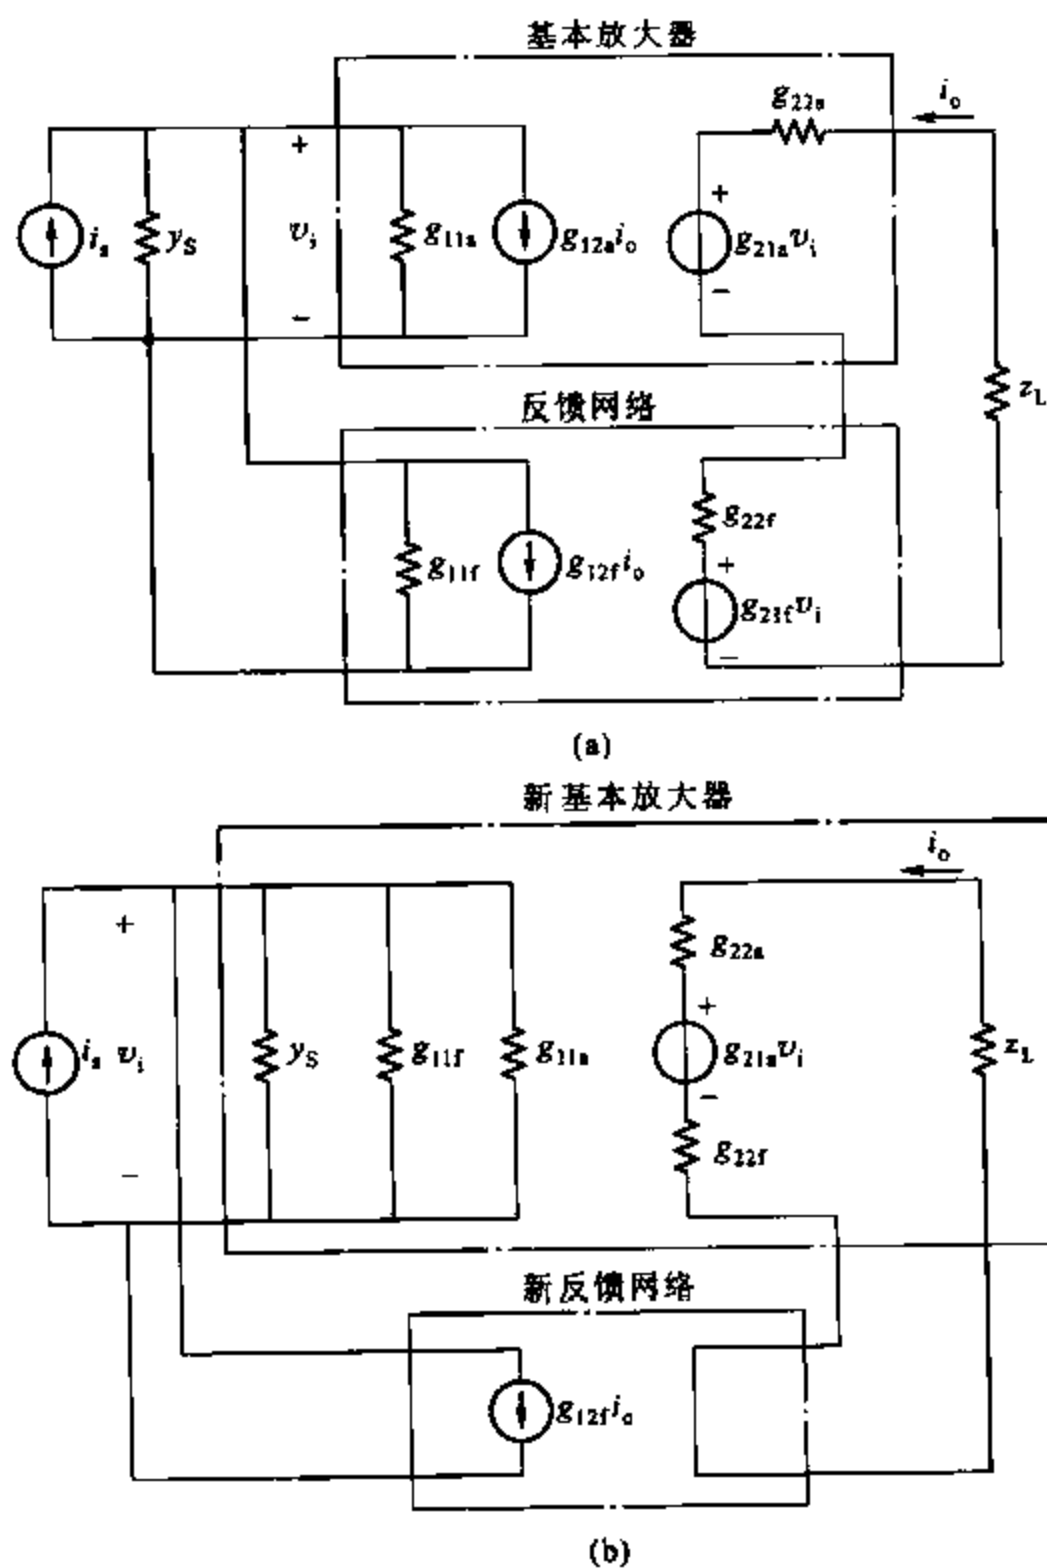 基本放大器
g22a
io
is
yS
+
vi
−
g11a
g12aio
+
g21avi
−
zL
反馈网络
g11f
g12fio
g22f
+
g21fvi
−
(a)
新基本放大器
io
+
is
vi
−
yS
g11f
g11a
g22a
+
g21avi
−
g22f
zL
新反馈网络
g12fio
(b)